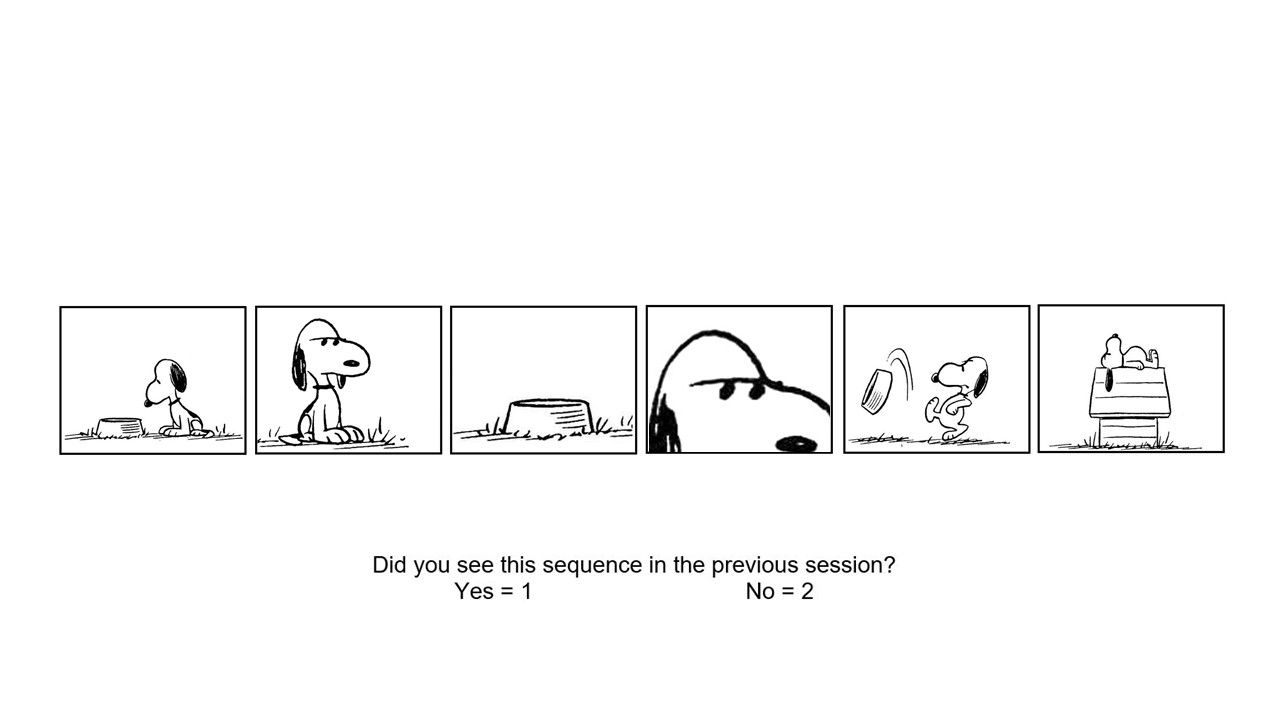 Did you see this sequence in the previous session?
Yes = 1 No = 2